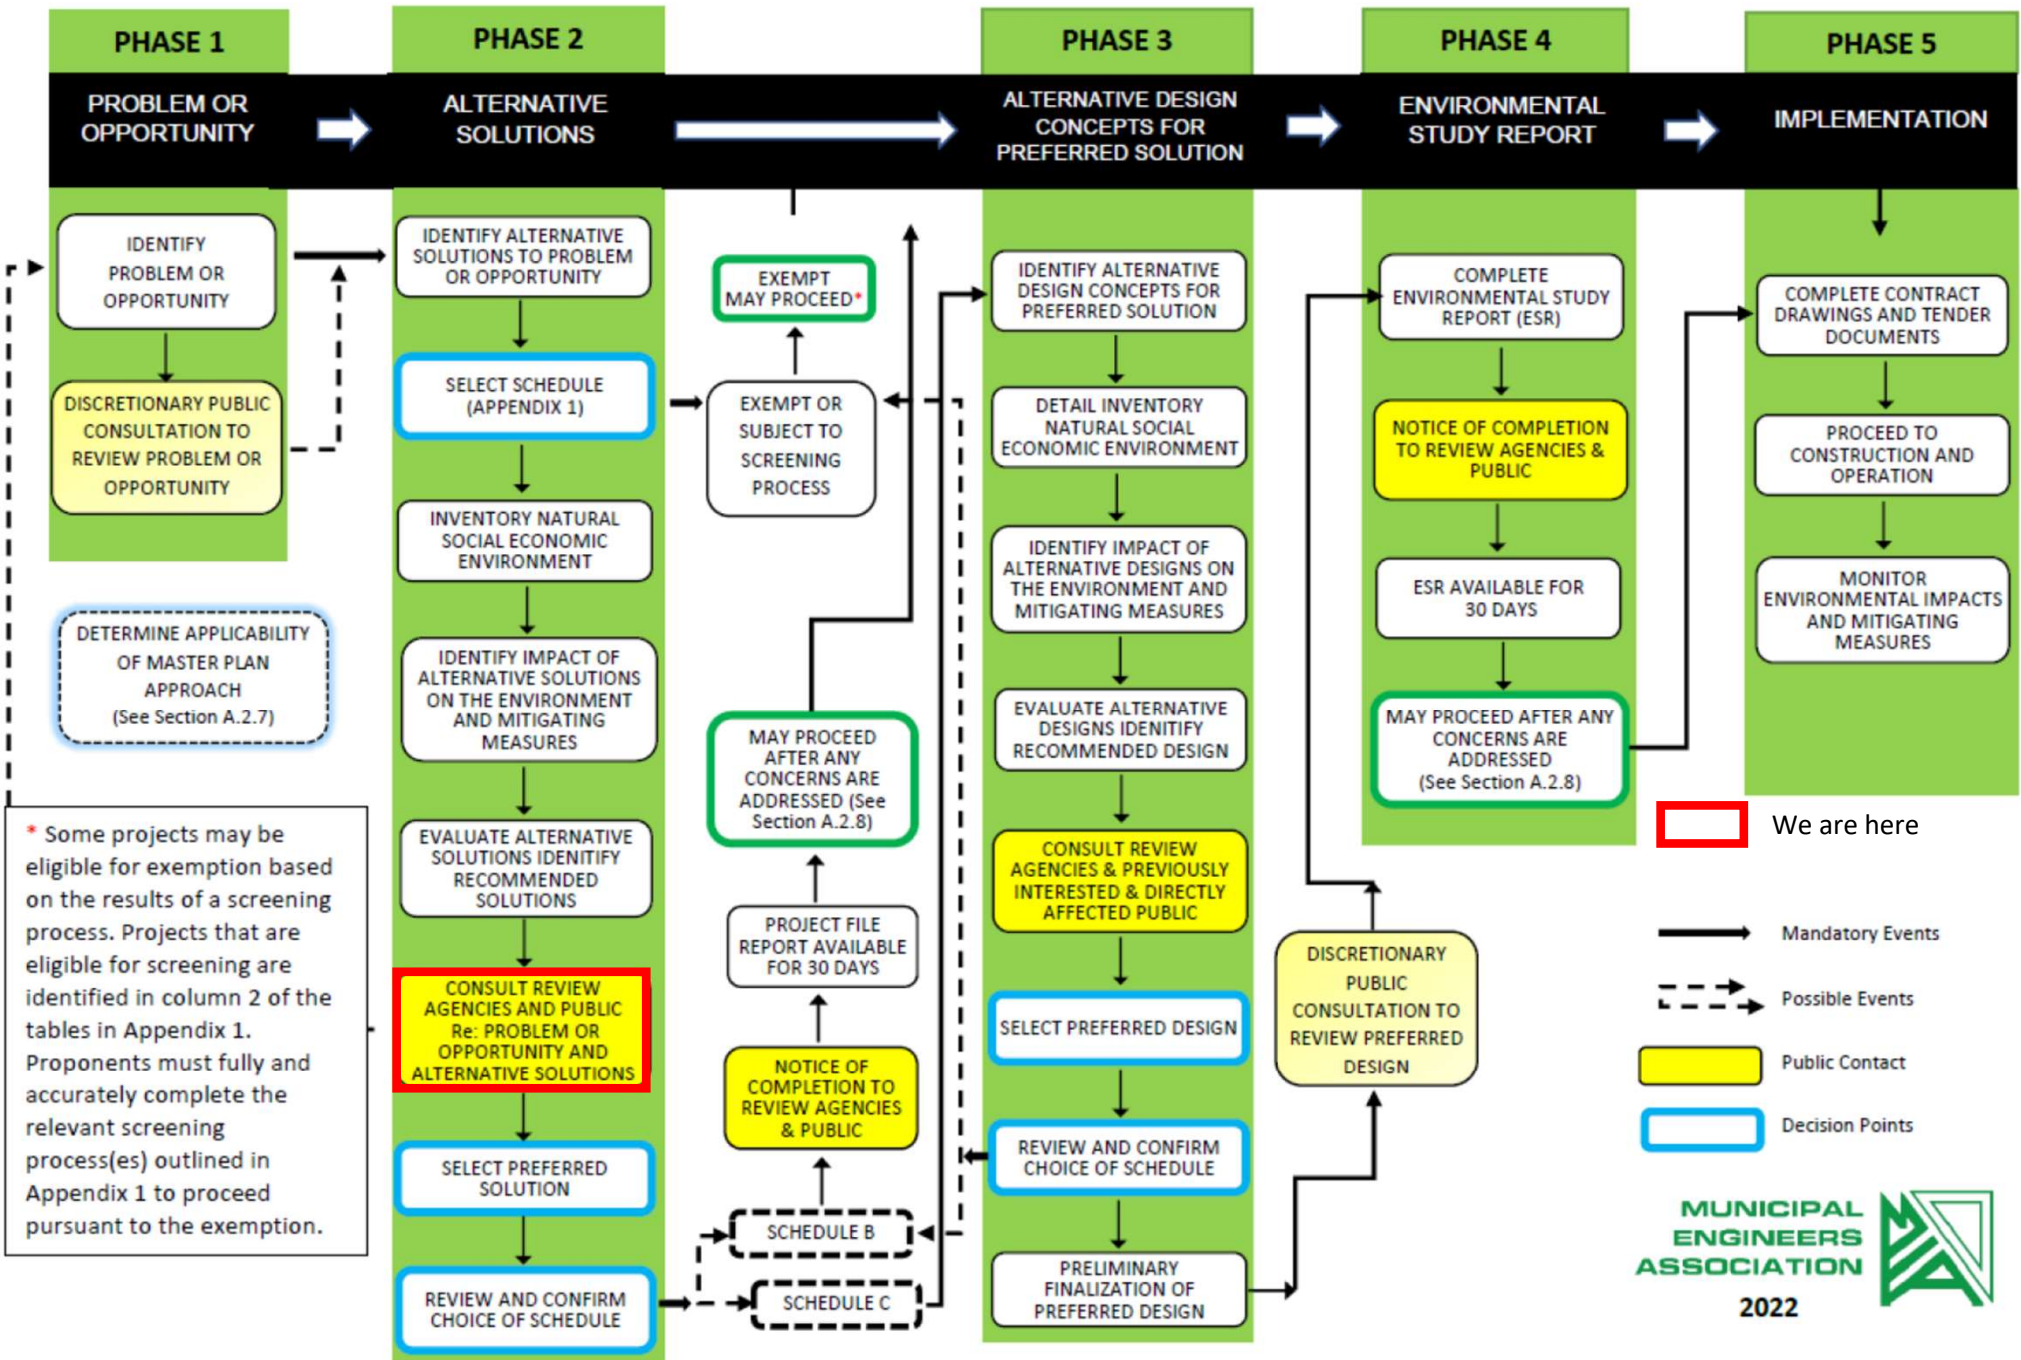 PHASE 1
PROBLEM OR
OPPORTUNITY
IDENTIFY
PROBLEM OR
OPPORTUNITY
DISCRETIONARY PUBLIC
CONSULTATION TO
REVIEW PROBLEM OR
OPPORTUNITY
DETERMINE APPLICABILITY
OF MASTER PLAN
APPROACH
(See Section A.2.7)
* Some projects may be
eligible for exemption based
on the results of a screening
process. Projects that are
eligible for screening are
identified in column 2 of the
tables in Appendix 1.
Proponents must fully and
accurately complete the
relevant screening
process(es) outlined in
Appendix 1 to proceed
pursuant to the exemption.
PHASE 2
ALTERNATIVE
SOLUTIONS
IDENTIFY ALTERNATIVE
SOLUTIONS TO PROBLEM
OR OPPORTUNITY
SELECT SCHEDULE
(APPENDIX 1)
INVENTORY NATURAL
SOCIAL ECONOMIC
ENVIRONMENT
IDENTIFY IMPACT OF
ALTERNATIVE SOLUTIONS
ON THE ENVIRONMENT
AND MITIGATING
MEASURES
EVALUATE ALTERNATIVE
SOLUTIONS IDENITIFY
RECOMMENDED
SOLUTIONS
CONSULT REVIEW
AGENCIES AND PUBLIC
Re: PROBLEM OR
OPPORTUNITY AND
ALTERNATIVE SOLUTIONS
SELECT PREFERRED
SOLUTION
REVIEW AND CONFIRM
CHOICE OF SCHEDULE
EXEMPT
MAY PROCEED*
EXEMPT OR
SUBJECT TO
SCREENING
PROCESS
MAY PROCEED
AFTER ANY
CONCERNS ARE
ADDRESSED (See
Section A.2.8)
PROJECT FILE
REPORT AVAILABLE
FOR 30 DAYS
NOTICE OF
COMPLETION TO
REVIEW AGENCIES
& PUBLIC
SCHEDULE B
SCHEDULE C
PHASE 3
ALTERNATIVE DESIGN
CONCEPTS FOR
PREFERRED SOLUTION
IDENTIFY ALTERNATIVE
DESIGN CONCEPTS FOR
PREFERRED SOLUTION
DETAIL INVENTORY
NATURAL SOCIAL
ECONOMIC ENVIRONMENT
IDENTIFY IMPACT OF
ALTERNATIVE DESIGNS ON
THE ENVIRONMENT AND
MITIGATING MEASURES
EVALUATE ALTERNATIVE
DESIGNS IDEINTIFY
RECOMMENDED DESIGN
CONSULT REVIEW
AGENCIES & PREVIOUSLY
INTERESTED & DIRECTLY
AFFECTED PUBLIC
SELECT PREFERRED DESIGN
REVIEW AND CONFIRM
CHOICE OF SCHEDULE
PRELIMINARY
FINALIZATION OF
PREFERRED DESIGN
DISCRETIONARY
PUBLIC
CONSULTATION TO
REVIEW PREFERRED
DESIGN
PHASE 4
ENVIRONMENTAL
STUDY REPORT
COMPLETE
ENVIRONMENTAL STUDY
REPORT (ESR)
NOTICE OF COMPLETION
TO REVIEW AGENCIES &
PUBLIC
ESR AVAILABLE FOR
30 DAYS
MAY PROCEED AFTER ANY
CONCERNS ARE
ADDRESSED
(See Section A.2.8)
PHASE 5
IMPLEMENTATION
COMPLETE CONTRACT
DRAWINGS AND TENDER
DOCUMENTS
PROCEED TO
CONSTRUCTION AND
OPERATION
MONITOR
ENVIRONMENTAL IMPACTS
AND MITIGATING
MEASURES
We are here
Mandatory Events
Possible Events
Public Contact
Decision Points
MUNICIPAL
ENGINEERS
ASSOCIATION
2022